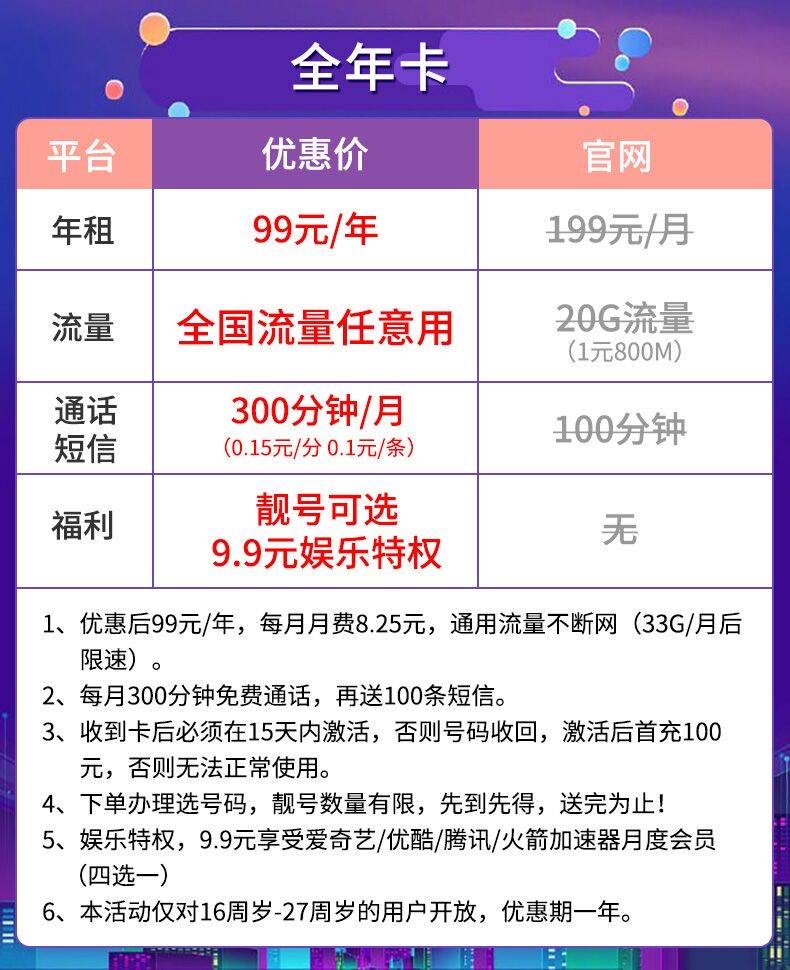 全年卡
平台 优惠价 官网
年租 99元/年 199元/月
流量 全国流量任意用 20G流量
（1元800M）
通话 300分钟/月 100分钟
短信 （0.15元/分 0.1元/条）
福利 靓号可选 无
9.9元娱乐特权
1、优惠后99元/年，每月月费8.25元，通用流量不断网（33G/月后
限速）。
2、每月300分钟免费通话，再送100条短信。
3、收到卡后必须在15天内激活，否则号码收回，激活后首充100
元，否则无法正常使用。
4、下单办理选号码，靓号数量有限，先到先得，送完为止！
5、娱乐特权，9.9元享受爱奇艺/优酷/腾讯/火箭加速器月度会员
（四选一）
6、本活动仅对16周岁-27周岁的用户开放，优惠期一年。